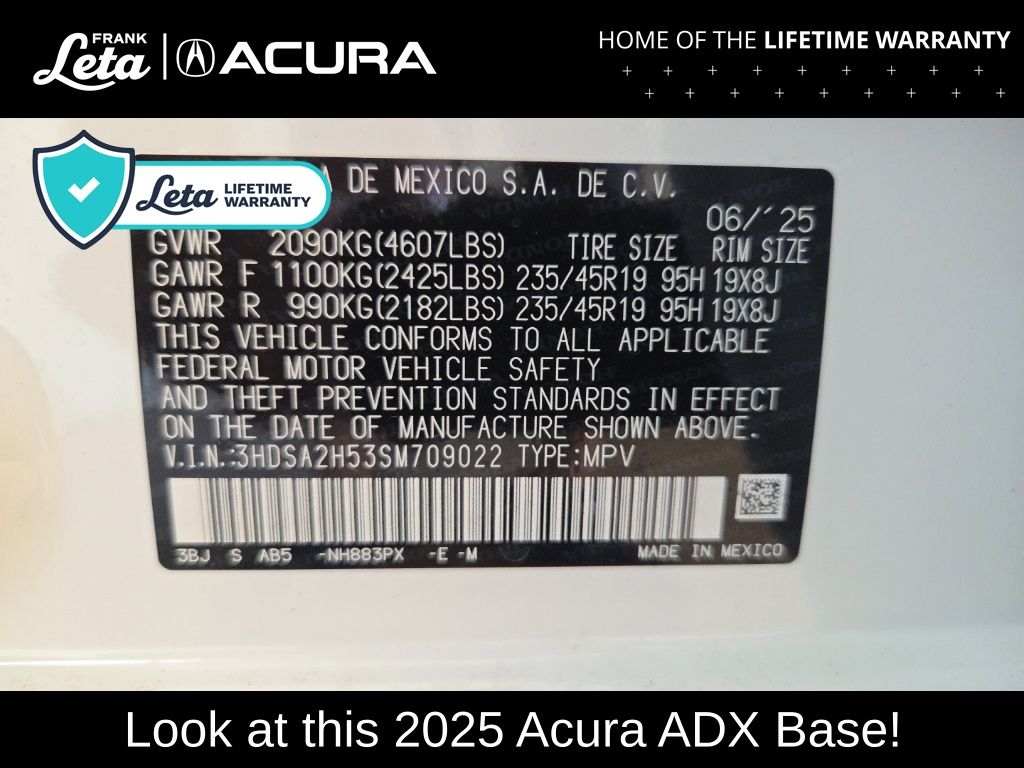 FRANK
Leta
ACURA
HOME OF THE LIFETIME WARRANTY
Leta LIFETIME
WARRANTY
A DE MEXICO S.A. DE C.V.
06/´25
GVWR 2090KG(4607LBS) TIRE SIZE RIM SIZE
GAWR F 1100KG(2425LBS) 235/45R19 95H 19X8J
GAWR R 990KG(2182LBS) 235/45R19 95H 19X8J
THIS VEHICLE CONFORMS TO ALL APPLICABLE
FEDERAL MOTOR VEHICLE SAFETY
AND THEFT PREVENTION STANDARDS IN EFFECT
ON THE DATE OF MANUFACTURE SHOWN ABOVE.
V.I.N.:3HDSA2H53SM709022 TYPE:MPV
3BJ S AB5 -NH883PX -E -M MADE IN MEXICO
Look at this 2025 Acura ADX Base!